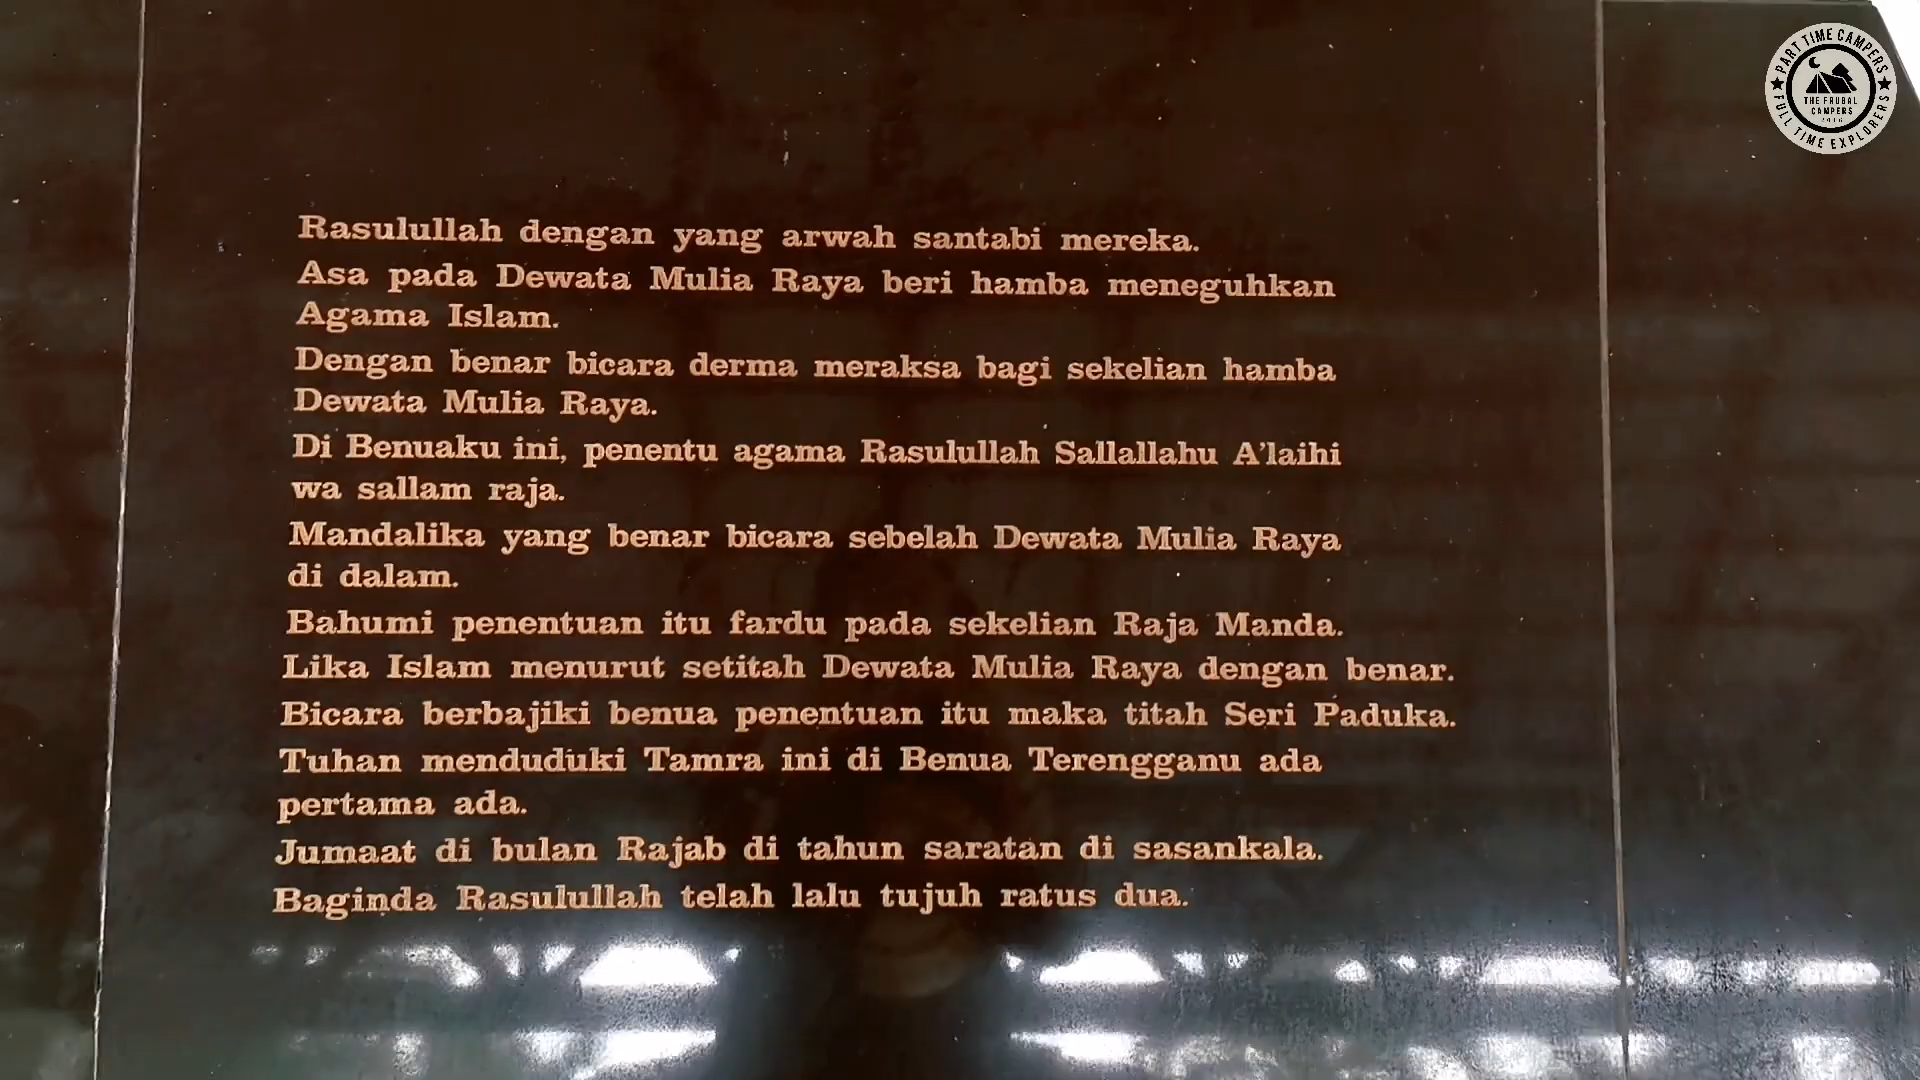 Rasulullah dengan yang arwah santabi mereka.
Asa pada Dewata Mulia Raya beri hamba meneguhkan
Agama Islam.
Dengan benar bicara derma meraksa bagi sekelian hamba
Dewata Mulia Raya.
Di Benuaku ini, penentu agama Rasulullah Sallallahu A'laihi
wa sallam raja.
Mandalika yang benar bicara sebelah Dewata Mulia Raya
di dalam.
Bahumi penentuan itu fardu pada sekelian Raja Manda.
Lika Islam menurut setitah Dewata Mulia Raya dengan benar.
Bicara berbajiki benua penentuan itu maka titah Seri Paduka.
Tuhan menduduki Tamra ini di Benua Terengganu ada
pertama ada.
Jumaat di bulan Rajab di tahun saratan di sasankala.
Baginda Rasulullah telah lalu tujuh ratus dua.
PART TIME CAMPERS
THE FRUGAL
CAMPERS
2016
FULL TIME EXPLORERS